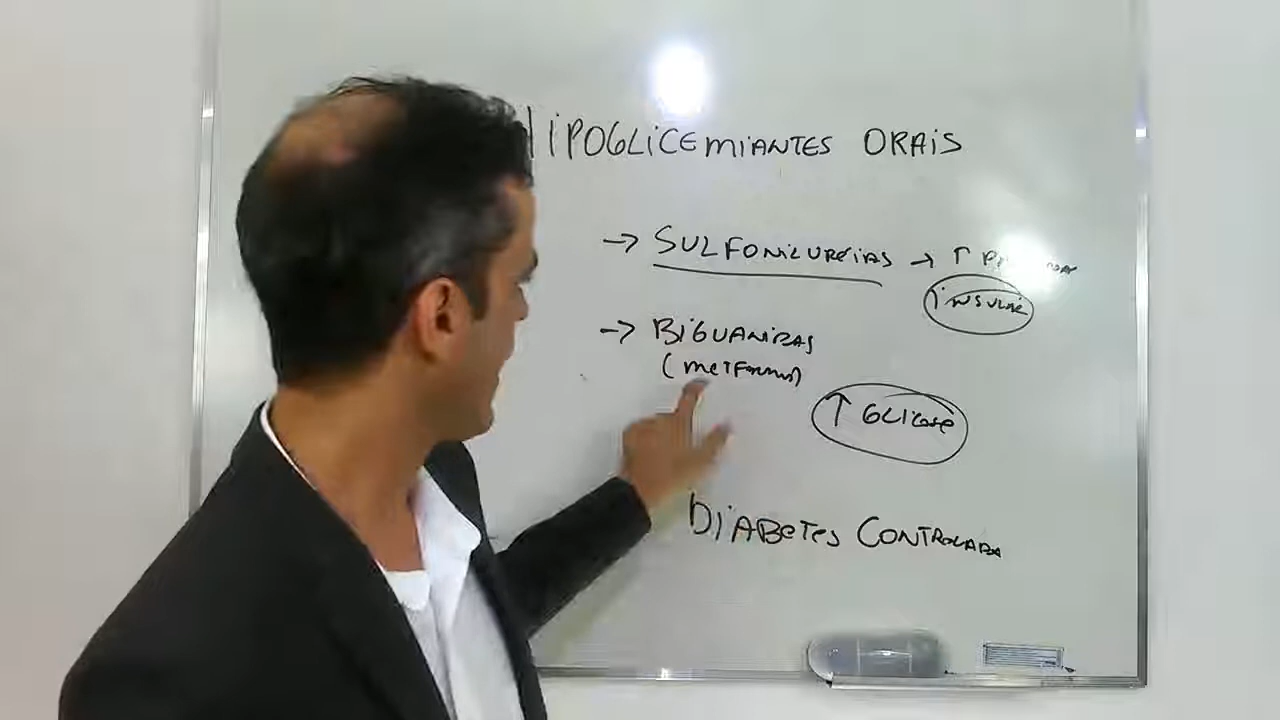 HIPOGLICEMIANTES ORAIS
→ SULFONILUREIAS → ↑
↑ INSULINA
→ BIGUANIDAS
(METFORMINA)
↑ GLICOSE
DIABETES CONTROLADA